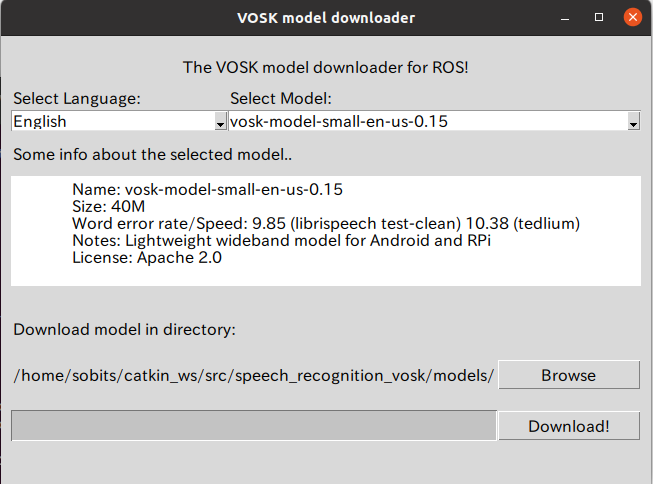 VOSK model downloader
The VOSK model downloader for ROS!
Select Language: Select Model:
English vosk-model-small-en-us-0.15
Some info about the selected model..
Name: vosk-model-small-en-us-0.15
Size: 40M
Word error rate/Speed: 9.85 (librispeech test-clean) 10.38 (tedlium)
Notes: Lightweight wideband model for Android and RPi
License: Apache 2.0
Download model in directory:
/home/sobits/catkin_ws/src/speech_recognition_vosk/models/ Browse
Download!